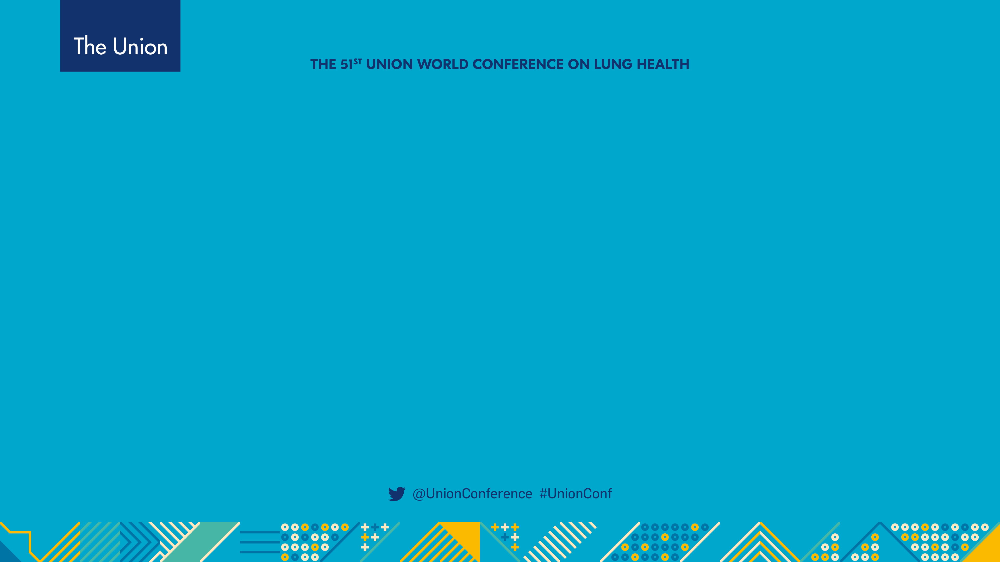 The Union
THE 51ST UNION WORLD CONFERENCE ON LUNG HEALTH
@UnionConference #UnionConf